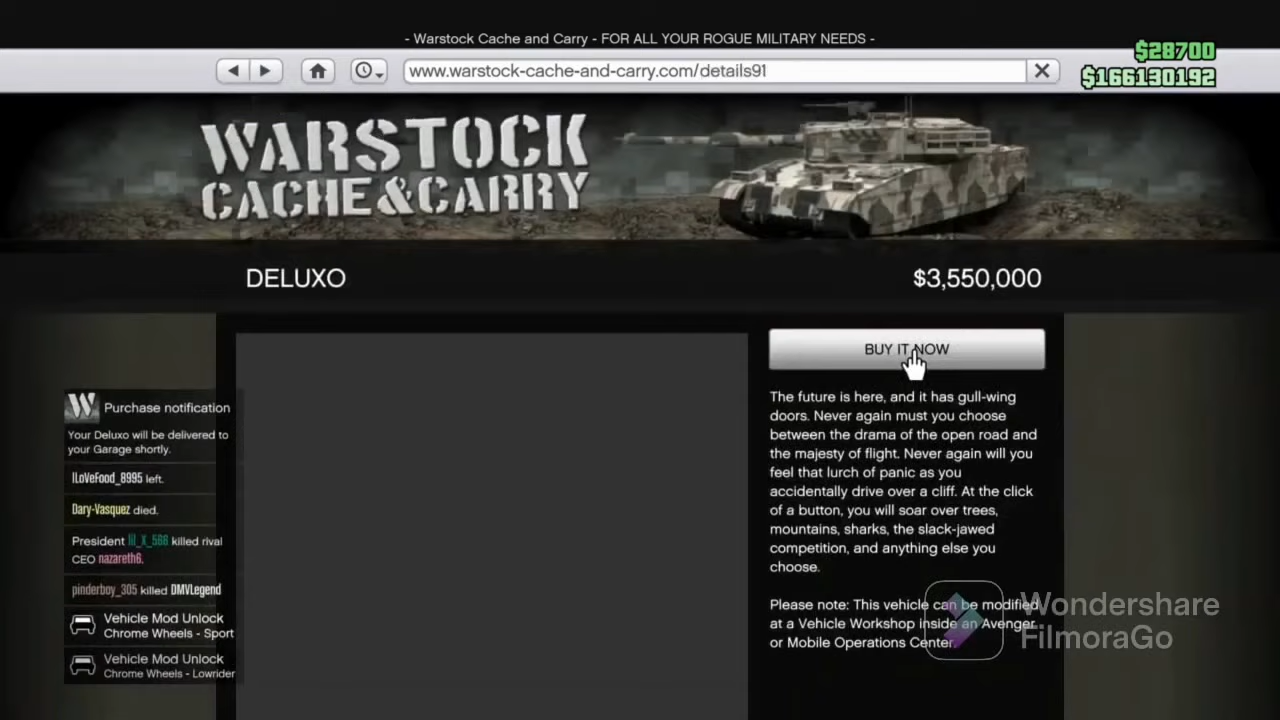 - Warstock Cache and Carry - FOR ALL YOUR ROGUE MILITARY NEEDS -
$28700
www.warstock-cache-and-carry.com/details91
$166130192
WARSTOCK
CACHE&CARRY
DELUXO
$3,550,000
BUY IT NOW
The future is here, and it has gull-wing
doors. Never again must you choose
between the drama of the open road and
the majesty of flight. Never again will you
feel that lurch of panic as you
accidentally drive over a cliff. At the click
of a button, you will soar over trees,
mountains, sharks, the slack-jawed
competition, and anything else you
choose.
Please note: This vehicle can be modified
at a Vehicle Workshop inside an Avenger
or Mobile Operations Center.
Purchase notification
Your Deluxo will be delivered to
your Garage shortly.
ILoVeFood_8995 left.
Dary-Vasquez died.
President lil_X_566 killed rival
CEO nazareth6.
pinderboy_305 killed DMVLegend
Vehicle Mod Unlock
Chrome Wheels - Sport
Vehicle Mod Unlock
Chrome Wheels - Lowrider
Wondershare
FilmoraGo